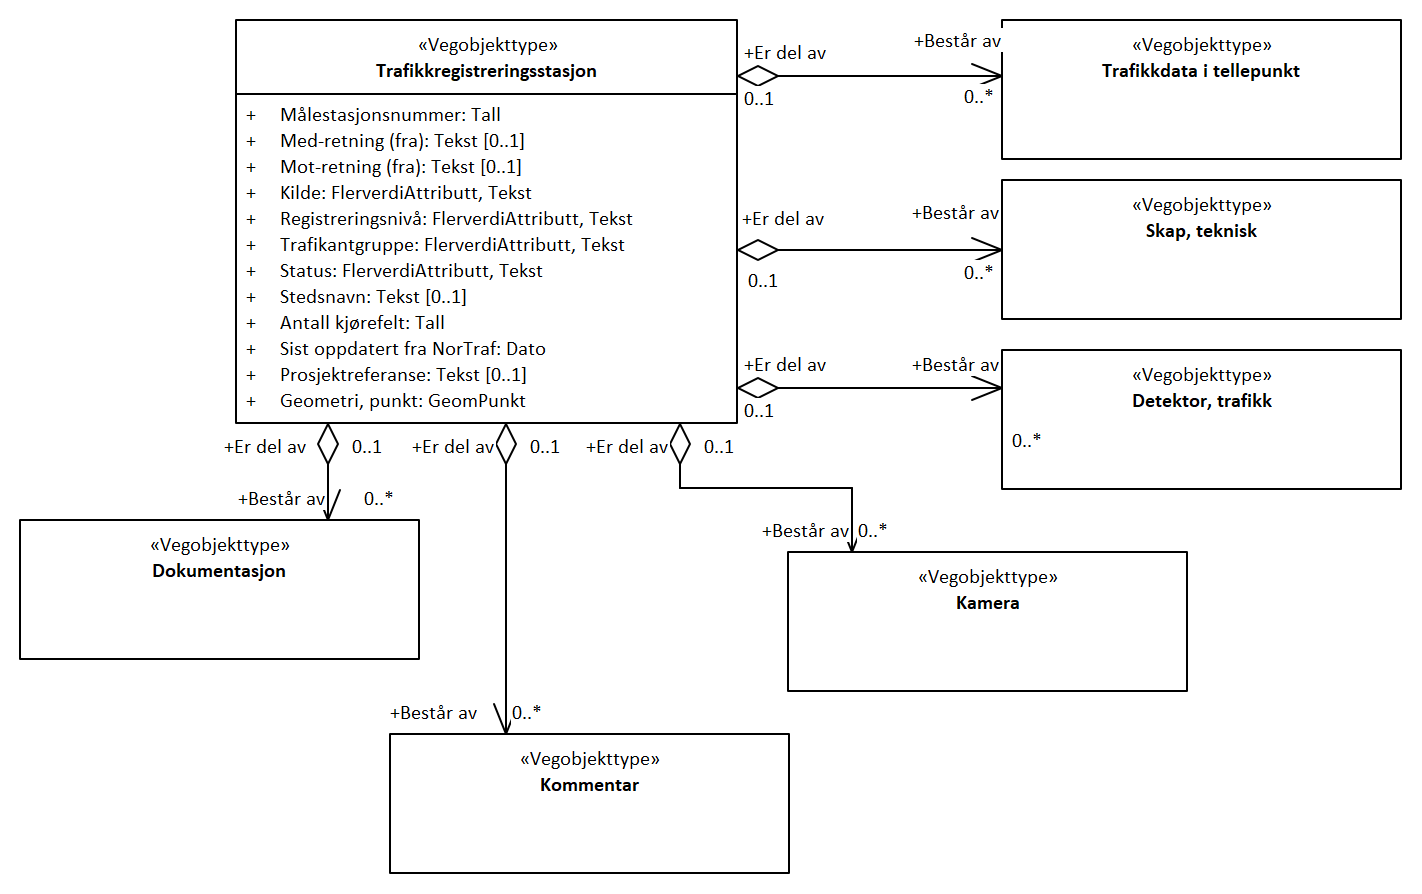 «Vegobjekttype»
Trafikkregistreringsstasjon
+ Målestasjonsnummer: Tall
+ Med-retning (fra): Tekst [0..1]
+ Mot-retning (fra): Tekst [0..1]
+ Kilde: FlerverdiAttributt, Tekst
+ Registreringsnivå: FlerverdiAttributt, Tekst
+ Trafikantgruppe: FlerverdiAttributt, Tekst
+ Status: FlerverdiAttributt, Tekst
+ Stedsnavn: Tekst [0..1]
+ Antall kjørefelt: Tall
+ Sist oppdatert fra NorTraf: Dato
+ Prosjektreferanse: Tekst [0..1]
+ Geometri, punkt: GeomPunkt
+Er del av
0..1
+Består av
0..*
«Vegobjekttype»
Trafikkdata i tellepunkt
+Er del av
0..1
+Består av
0..*
«Vegobjekttype»
Skap, teknisk
+Er del av
0..1
+Består av
0..*
«Vegobjekttype»
Detektor, trafikk
+Er del av
0..1
+Består av
0..*
«Vegobjekttype»
Dokumentasjon
+Er del av
0..1
+Består av
0..*
«Vegobjekttype»
Kommentar
+Er del av
0..1
+Består av
0..*
«Vegobjekttype»
Kamera